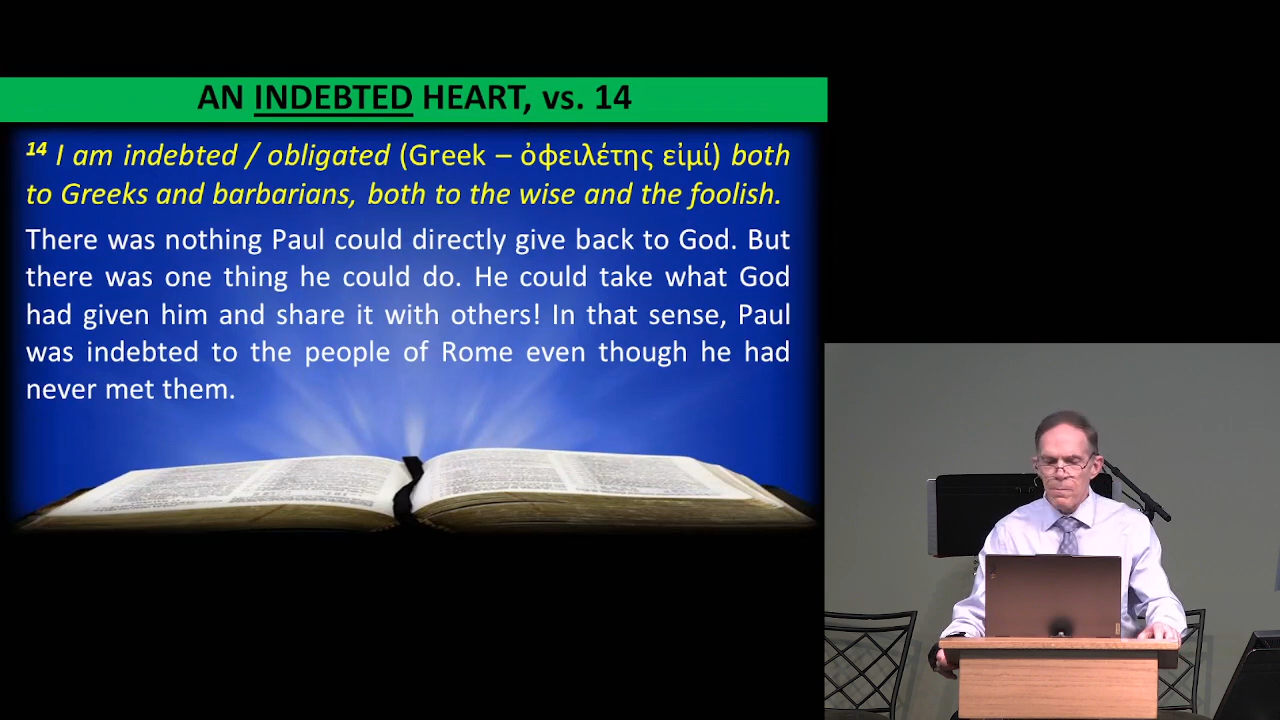 AN INDEBTED HEART, vs. 14
14 I am indebted / obligated (Greek – ὀφειλέτης εἰμί) both
to Greeks and barbarians, both to the wise and the foolish.
There was nothing Paul could directly give back to God. But
there was one thing he could do. He could take what God
had given him and share it with others! In that sense, Paul
was indebted to the people of Rome even though he had
never met them.